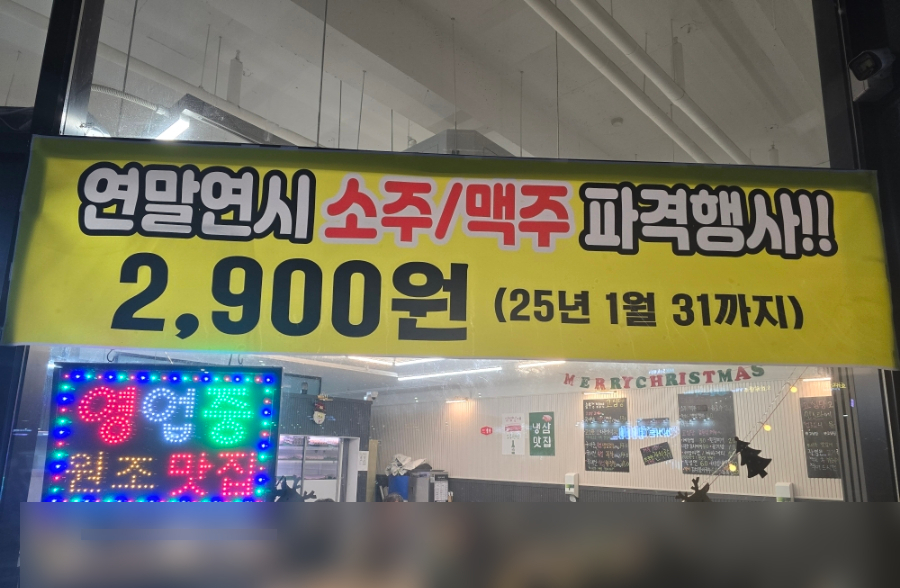 연말연시 소주/맥주 파격행사!!
2,900원 (25년 1월 31까지)
MERRYCHRISTMAS
영업중
원조 맛집
냉삼
맛집